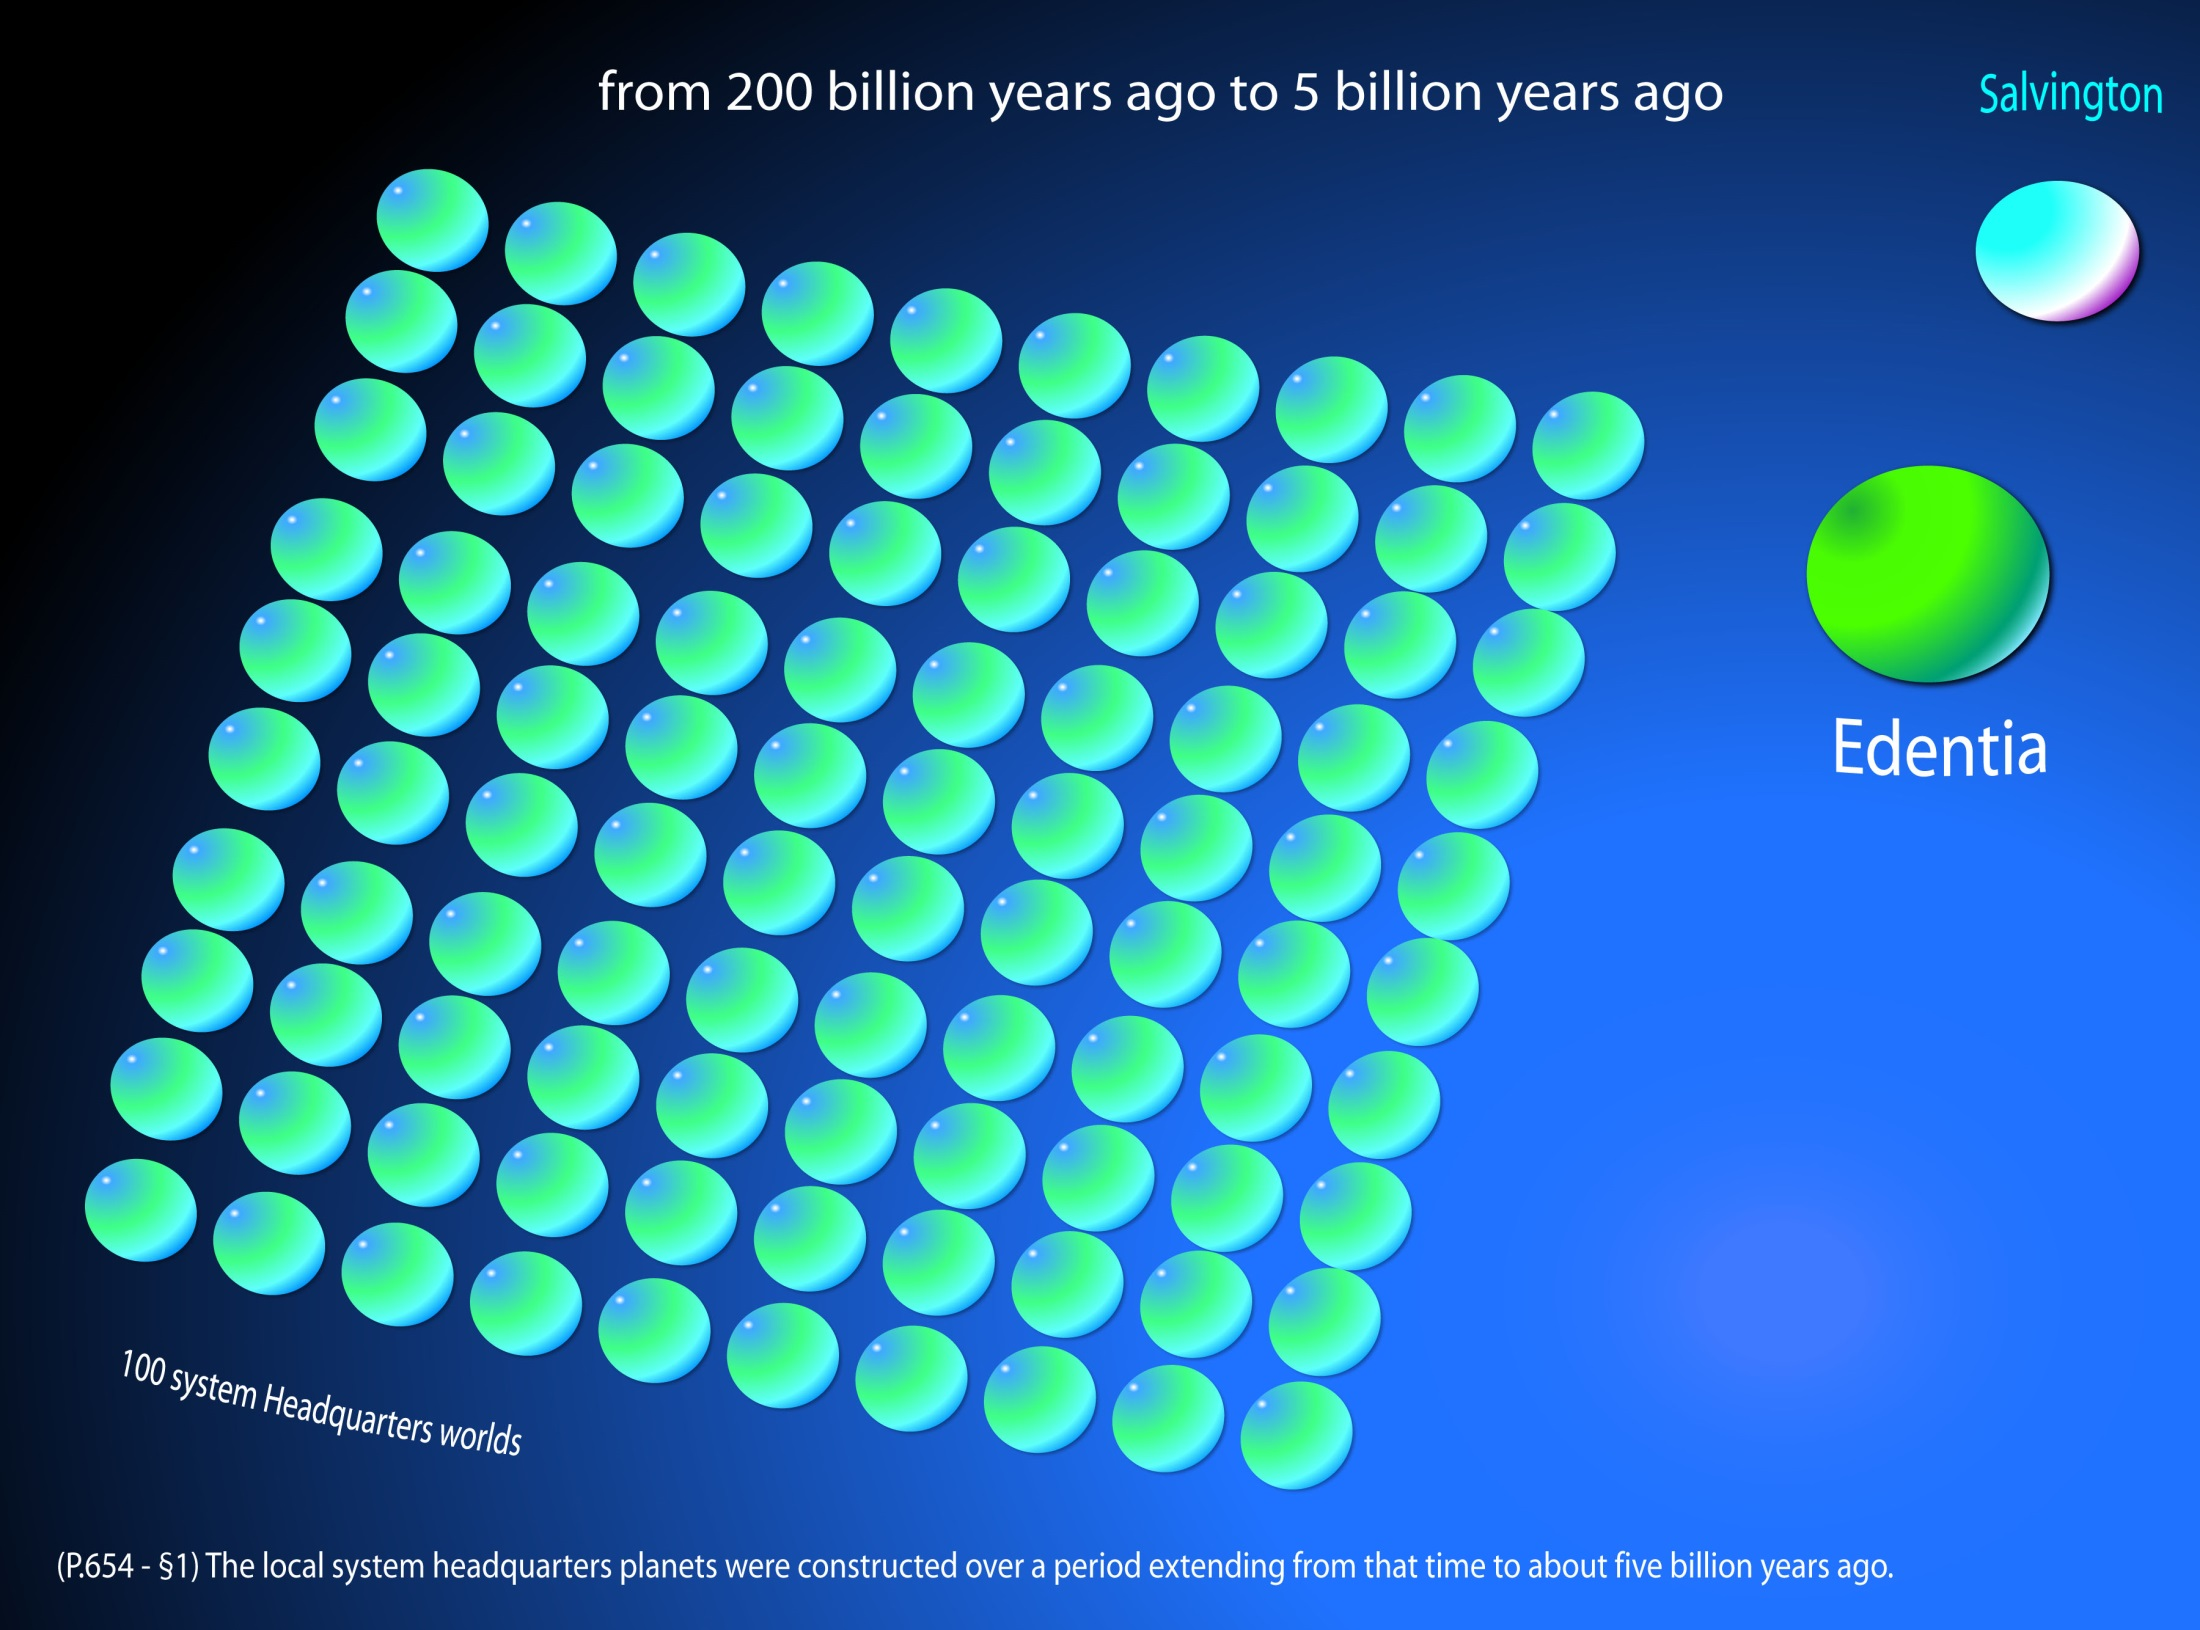 from 200 billion years ago to 5 billion years ago
Salvington
Edentia
100 system Headquarters worlds
(P.654 - §1) The local system headquarters planets were constructed over a period extending from that time to about five billion years ago.